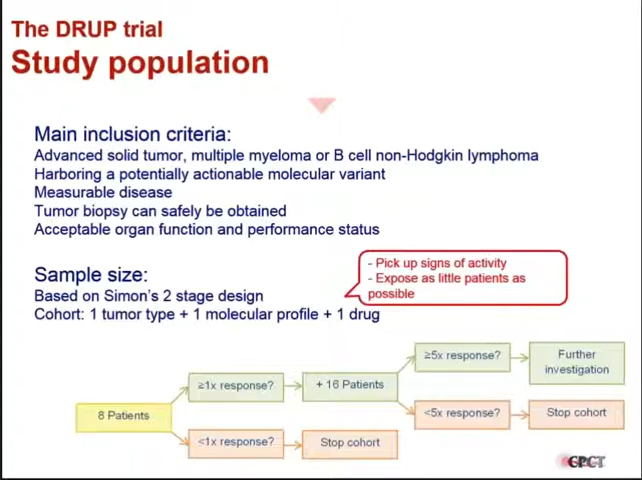 The DRUP trial
Study population
Main inclusion criteria:
Advanced solid tumor, multiple myeloma or B cell non-Hodgkin lymphoma
Harboring a potentially actionable molecular variant
Measurable disease
Tumor biopsy can safely be obtained
Acceptable organ function and performance status
- Pick up signs of activity
- Expose as little patients as
possible
Sample size:
Based on Simon's 2 stage design
Cohort: 1 tumor type + 1 molecular profile + 1 drug
8 Patients
≥1x response?
+ 16 Patients
≥5x response?
Further
investigation
<5x response?
Stop cohort
<1x response?
Stop cohort
CPCT